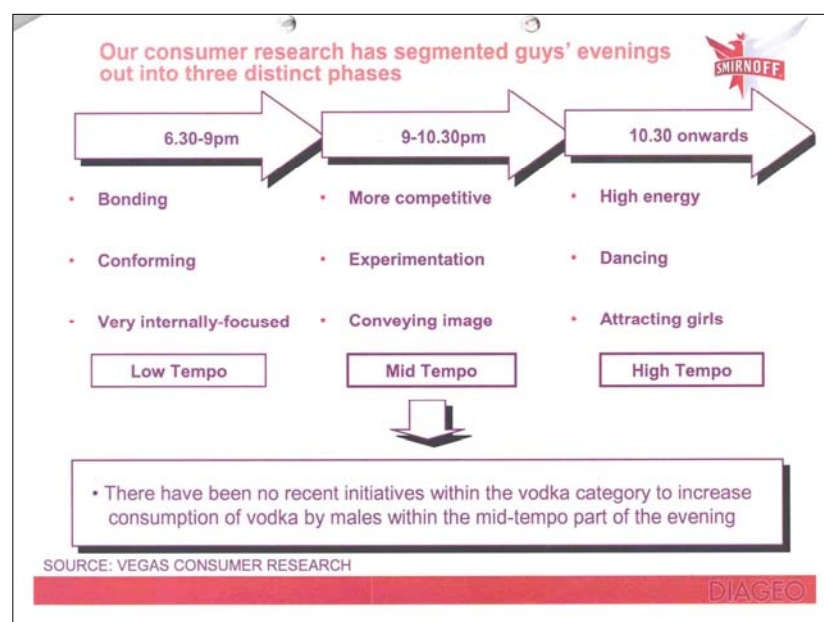 Our consumer research has segmented guys' evenings
out into three distinct phases
SMIRNOFF
6.30-9pm
9-10.30pm
10.30 onwards
• Bonding
• Conforming
• Very internally-focused
Low Tempo
• More competitive
• Experimentation
• Conveying image
Mid Tempo
• High energy
• Dancing
• Attracting girls
High Tempo
• There have been no recent initiatives within the vodka category to increase
consumption of vodka by males within the mid-tempo part of the evening
SOURCE: VEGAS CONSUMER RESEARCH
DIAGEO